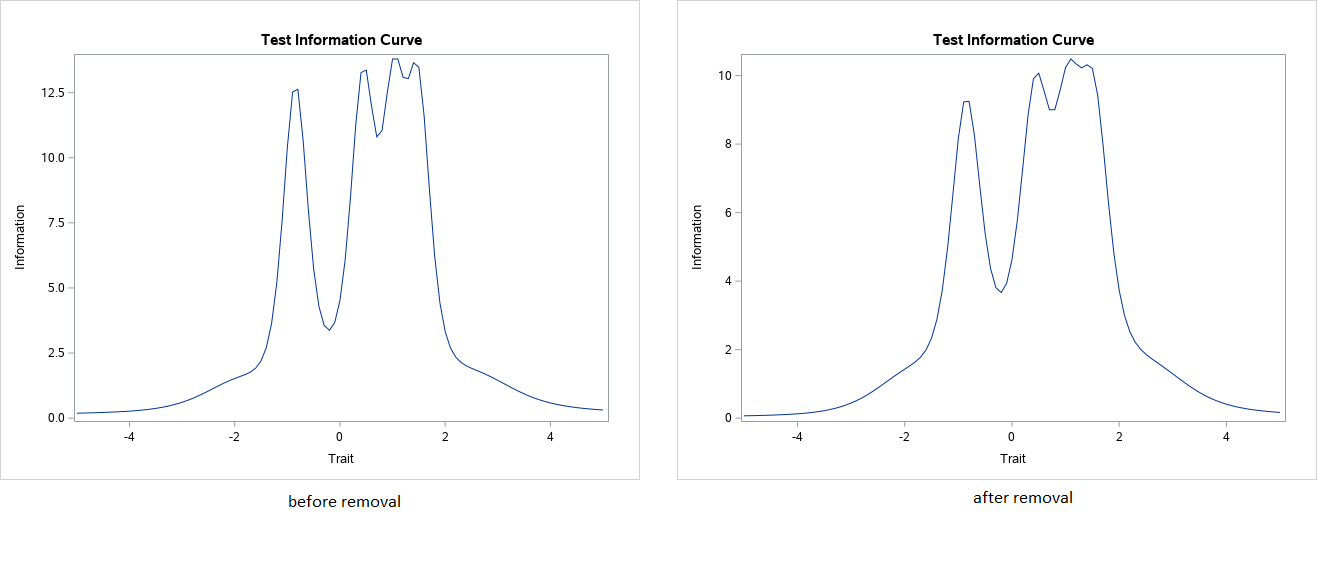 Test Information Curve
12.5
10.0
7.5
5.0
2.5
0.0
Information
-4 -2 0 2 4
Trait
before removal
Test Information Curve
10
8
6
4
2
0
Information
-4 -2 0 2 4
Trait
after removal